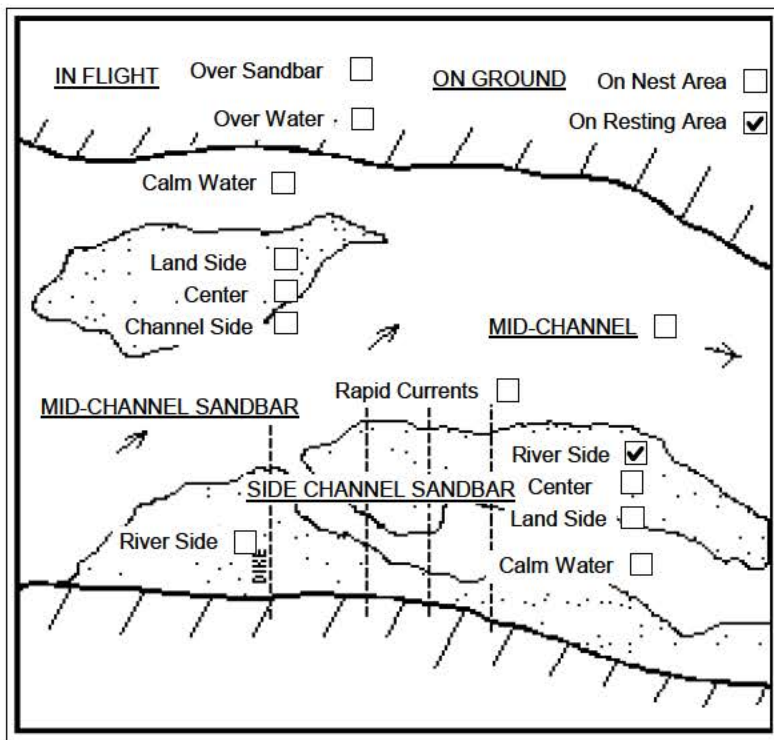 IN FLIGHT Over Sandbar ON GROUND On Nest Area
Over Water On Resting Area
Calm Water
Land Side
Center
Channel Side
MID-CHANNEL
Rapid Currents
MID-CHANNEL SANDBAR
River Side
SIDE CHANNEL SANDBAR Center
Land Side
River Side
DIKE
Calm Water